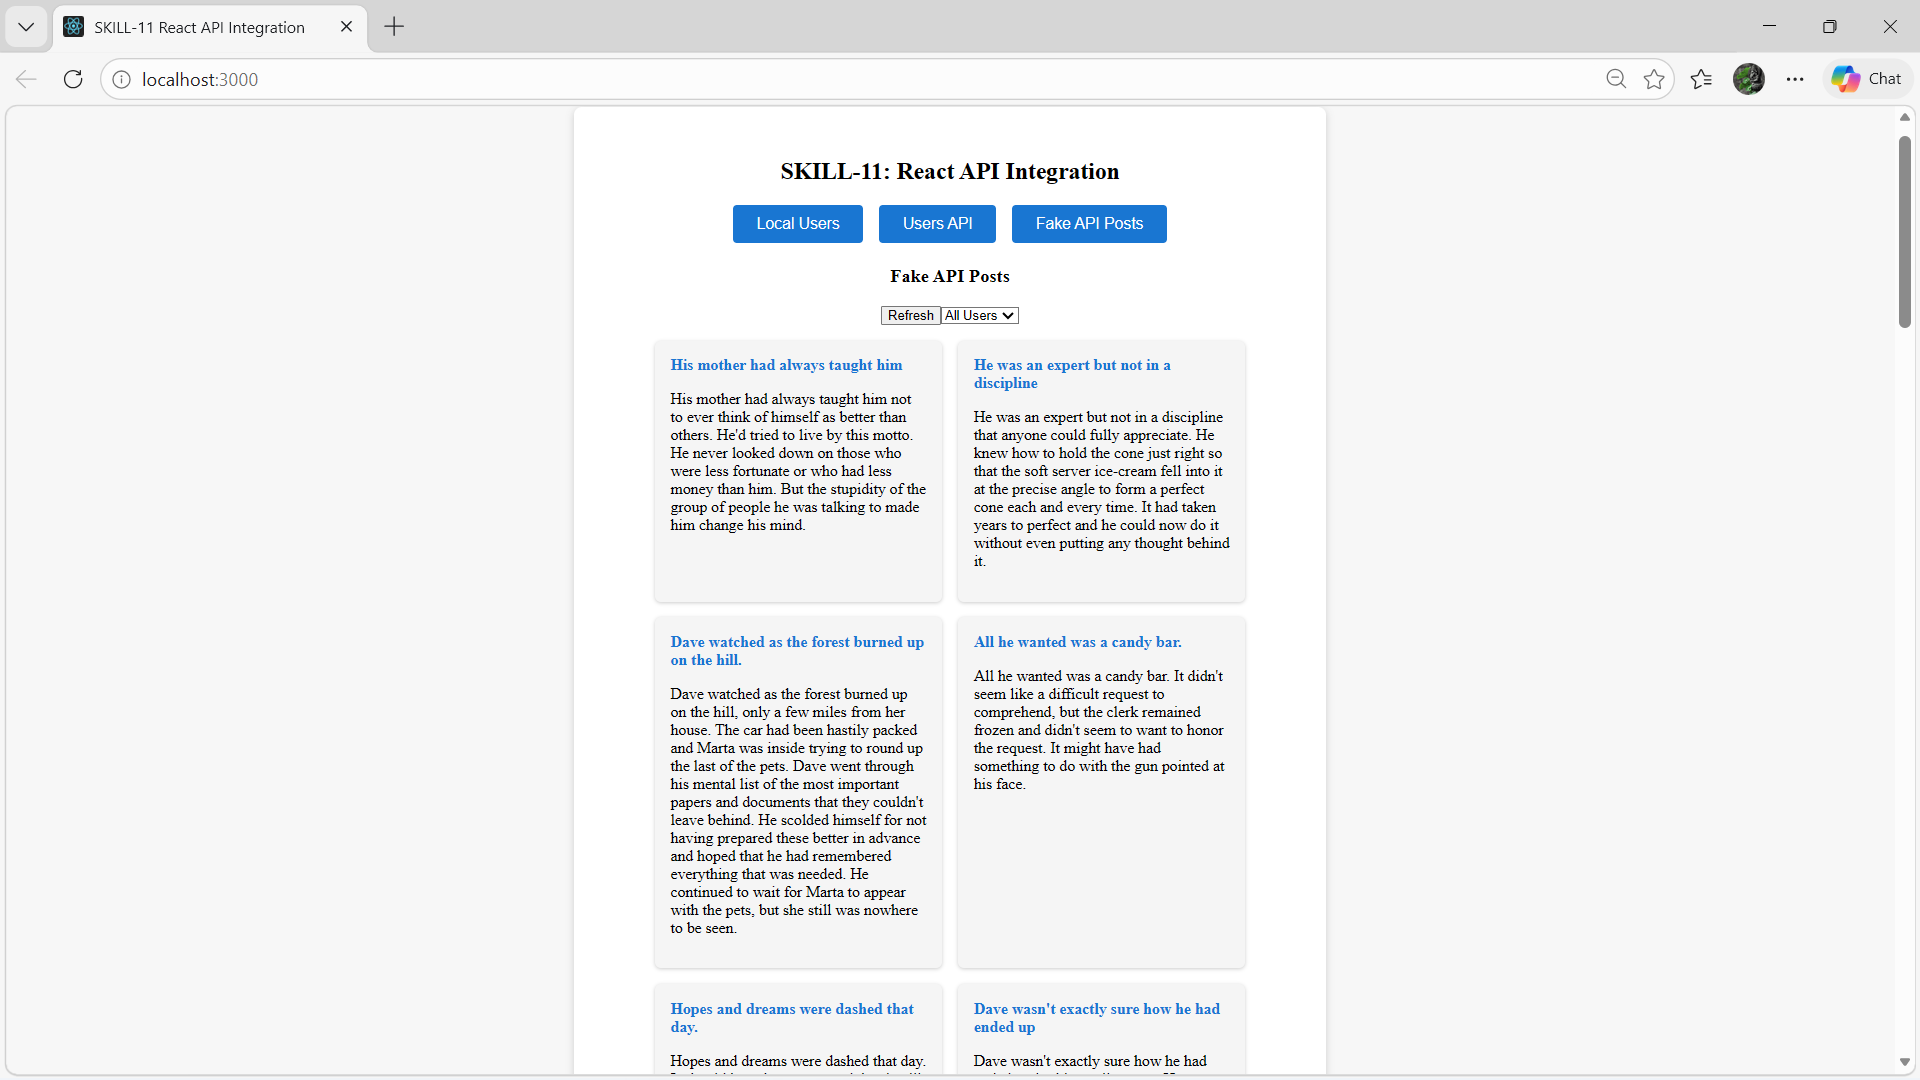 SKILL-11 React API Integration
localhost:3000
Chat
SKILL-11: React API Integration
Local Users
Users API
Fake API Posts
Fake API Posts
Refresh
All Users
His mother had always taught him
His mother had always taught him not
to ever think of himself as better than
others. He'd tried to live by this motto.
He never looked down on those who
were less fortunate or who had less
money than him. But the stupidity of the
group of people he was talking to made
him change his mind.
He was an expert but not in a
discipline
He was an expert but not in a discipline
that anyone could fully appreciate. He
knew how to hold the cone just right so
that the soft server ice-cream fell into it
at the precise angle to form a perfect
cone each and every time. It had taken
years to perfect and he could now do it
without even putting any thought behind
it.
Dave watched as the forest burned up
on the hill.
Dave watched as the forest burned up
on the hill, only a few miles from her
house. The car had been hastily packed
and Marta was inside trying to round up
the last of the pets. Dave went through
his mental list of the most important
papers and documents that they couldn't
leave behind. He scolded himself for not
having prepared these better in advance
and hoped that he had remembered
everything that was needed. He
continued to wait for Marta to appear
with the pets, but she still was nowhere
to be seen.
All he wanted was a candy bar.
All he wanted was a candy bar. It didn't
seem like a difficult request to
comprehend, but the clerk remained
frozen and didn't seem to want to honor
the request. It might have had
something to do with the gun pointed at
his face.
Hopes and dreams were dashed that
day.
Hopes and dreams were dashed that day.
Dave wasn't exactly sure how he had
ended up
Dave wasn't exactly sure how he had